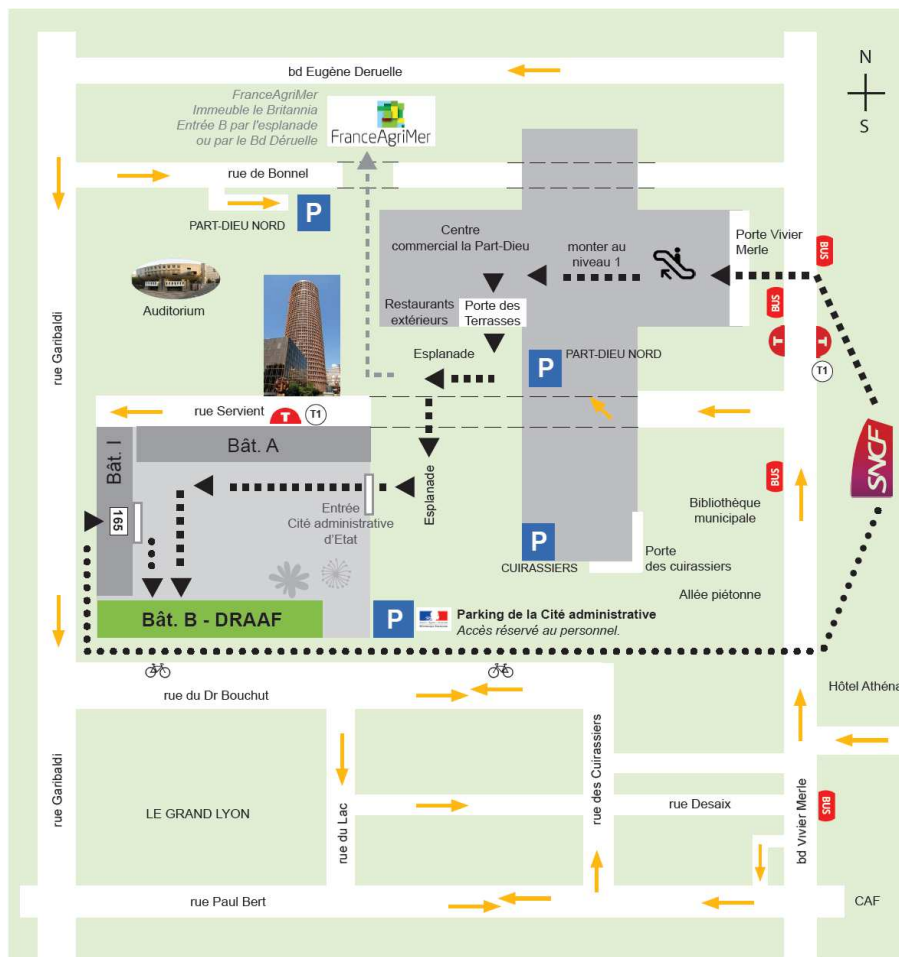 bd Eugène Deruelle
N
S
FranceAgriMer
Immeuble le Britannia
Entrée B par l'esplanade
ou par le Bd Déruelle
FranceAgriMer
rue de Bonnel
P
PART-DIEU NORD
Centre
commercial la Part-Dieu
monter au
niveau 1
Porte Vivier
Merle
BUS
BUS
Auditorium
Restaurants
extérieurs
Porte des
Terrasses
rue Garibaldi
T
T
T1
Esplanade
P
PART-DIEU NORD
rue Servient
T
T1
SNCF
Bât. I
Bât. A
Esplanade
BUS
165
Entrée
Cité administrative
d'Etat
Bibliothèque
municipale
P
CUIRASSIERS
Porte
des cuirassiers
Allée piétonne
Bât. B - DRAAF
P
Parking de la Cité administrative
Accès réservé au personnel.
rue du Dr Bouchut
Hôtel Athéna
rue Garibaldi
LE GRAND LYON
rue du Lac
rue des Cuirassiers
rue Desaix
bd Vivier Merle
BUS
rue Paul Bert
CAF